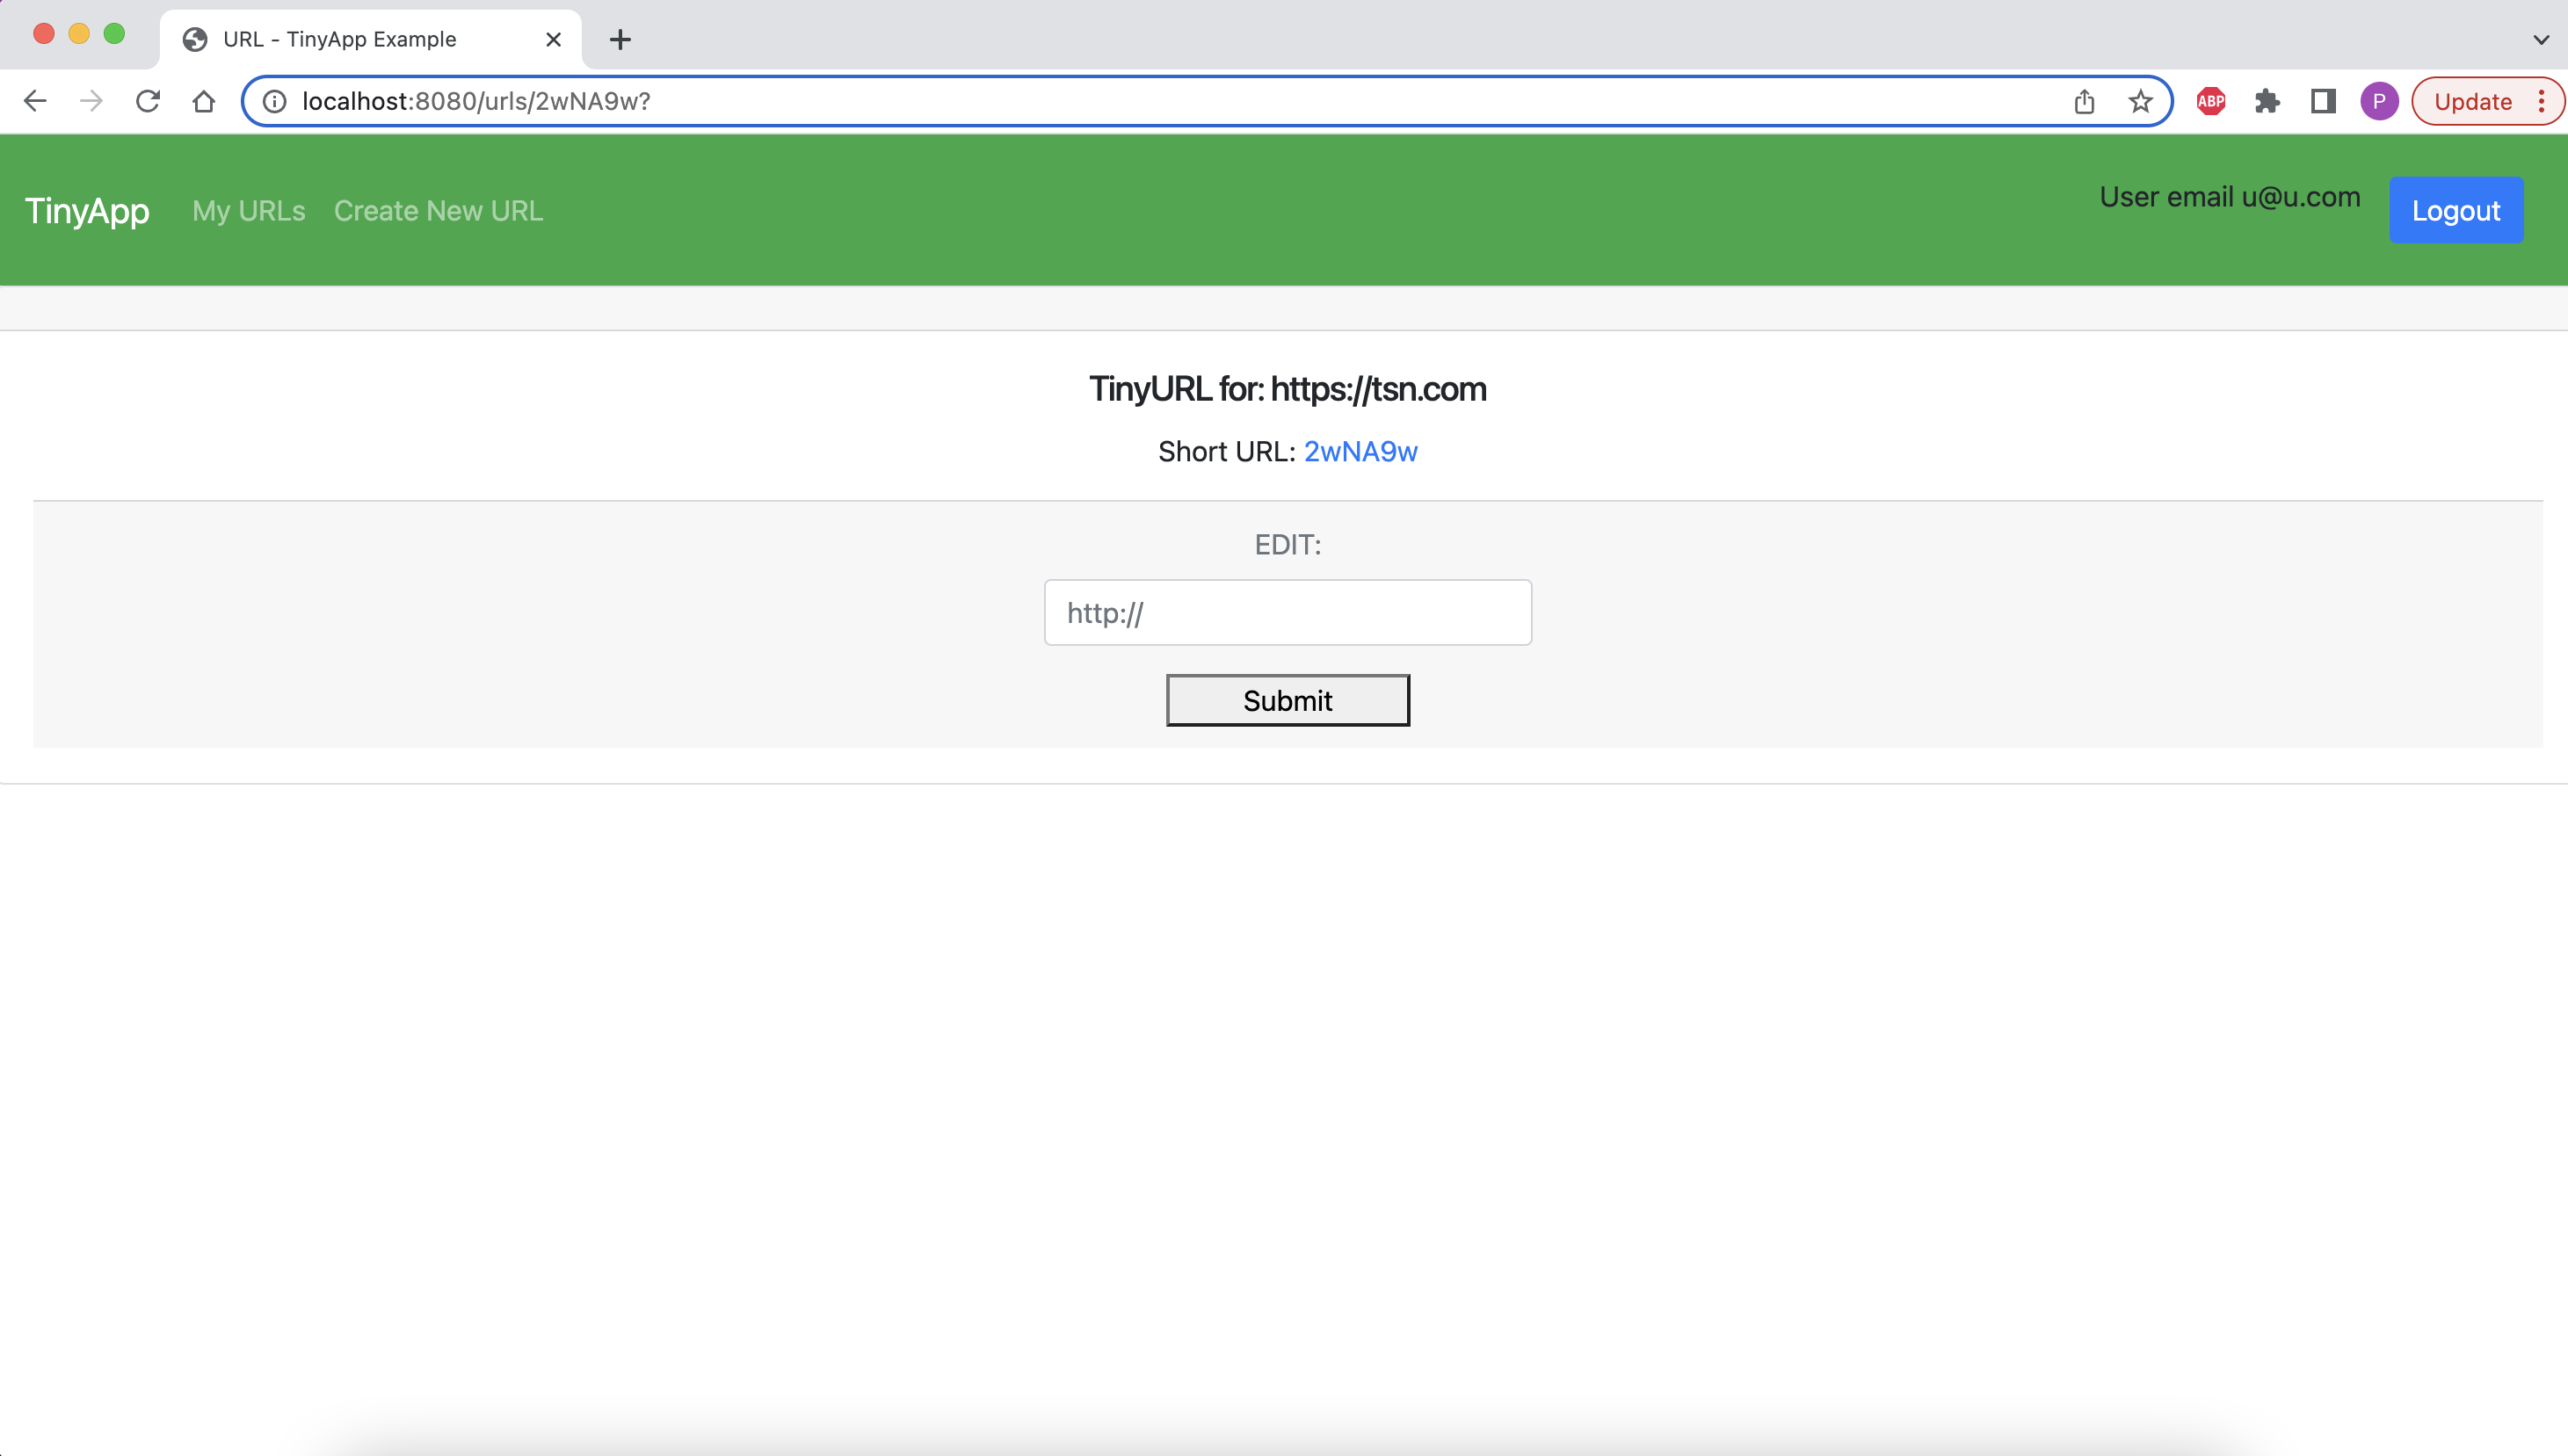 URL - TinyApp Example
localhost:8080/urls/2wNA9w?
ABP
P
Update
TinyApp My URLs Create New URL User email u@u.com Logout
TinyURL for: https://tsn.com
Short URL: 2wNA9w
EDIT:
http://
Submit